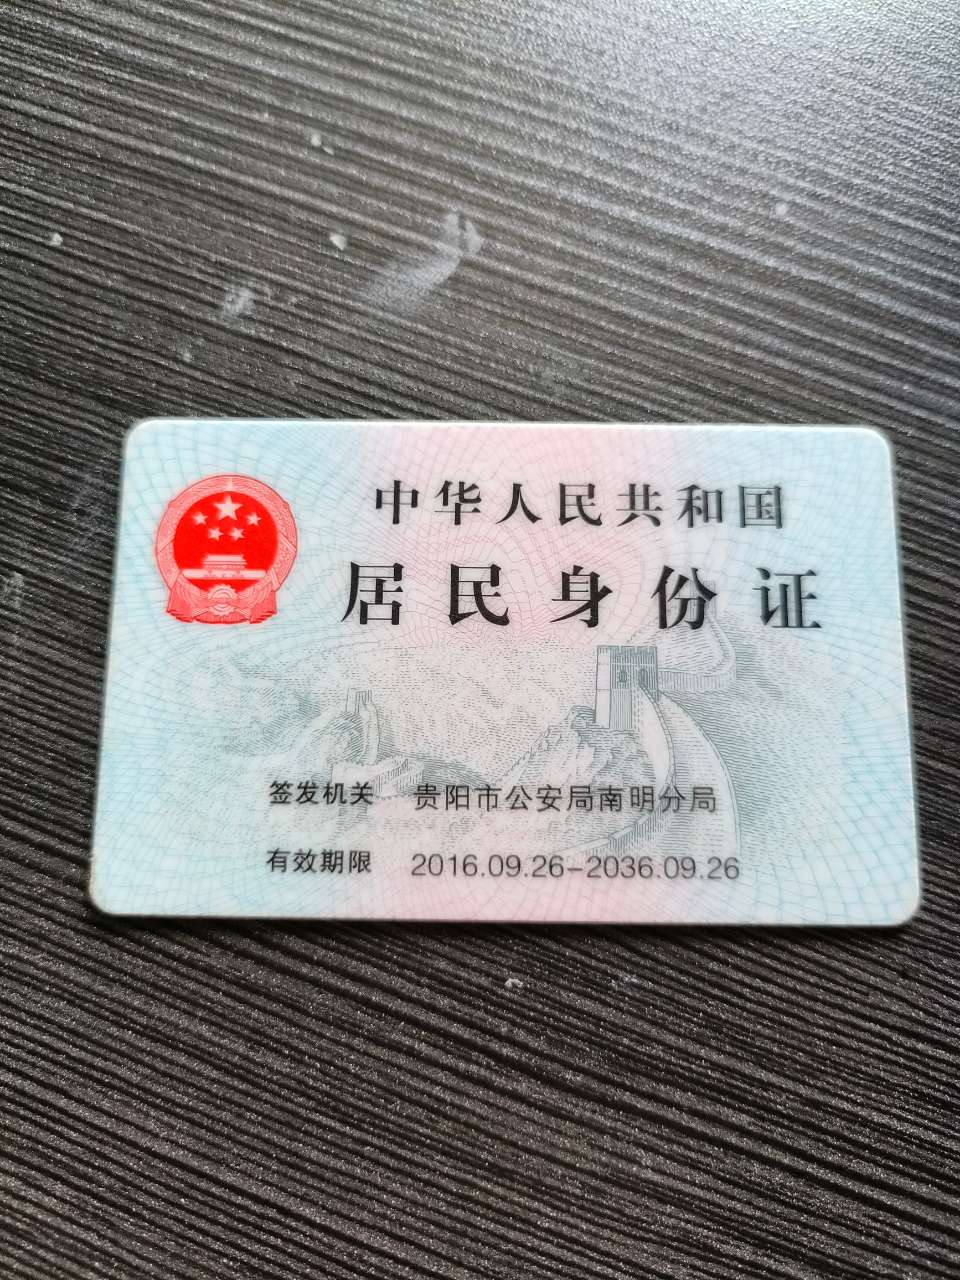 中华人民共和国
居民身份证
签发机关 贵阳市公安局南明分局
有效期限 2016.09.26-2036.09.26